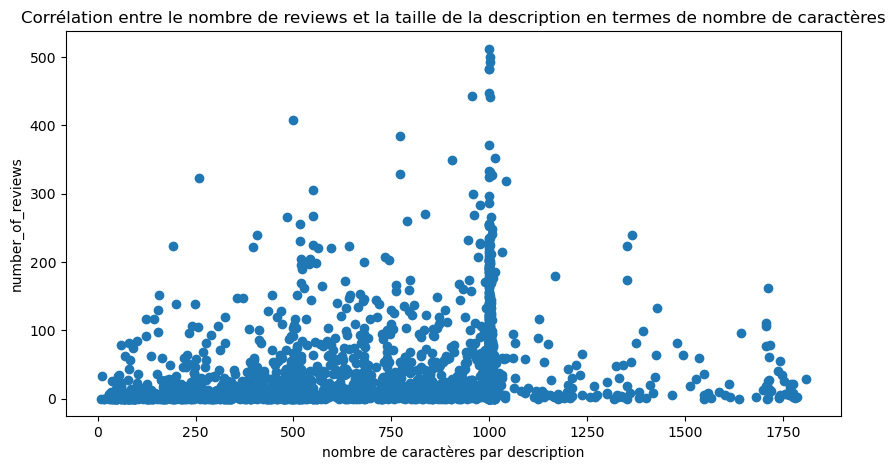 Corrélation entre le nombre de reviews et la taille de la description en termes de nombre de caractères
number_of_reviews
500
400
300
200
100
0
0 250 500 750 1000 1250 1500 1750
nombre de caractères par description